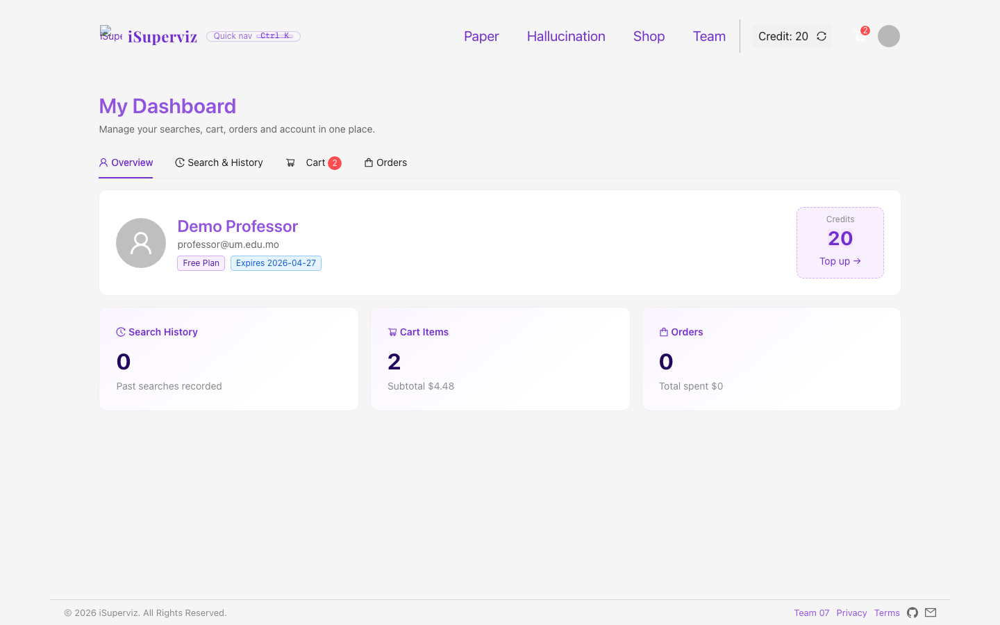 iSupe iSuperviz Quick nav Ctrl K Paper Hallucination Shop Team Credit: 20 2
My Dashboard
Manage your searches, cart, orders and account in one place.
Overview Search & History Cart 2 Orders
Demo Professor
professor@um.edu.mo
Free Plan Expires 2026-04-27
Credits
20
Top up →
Search History
0
Past searches recorded
Cart Items
2
Subtotal $4.48
Orders
0
Total spent $0
© 2026 iSuperviz. All Rights Reserved. Team 07 Privacy Terms